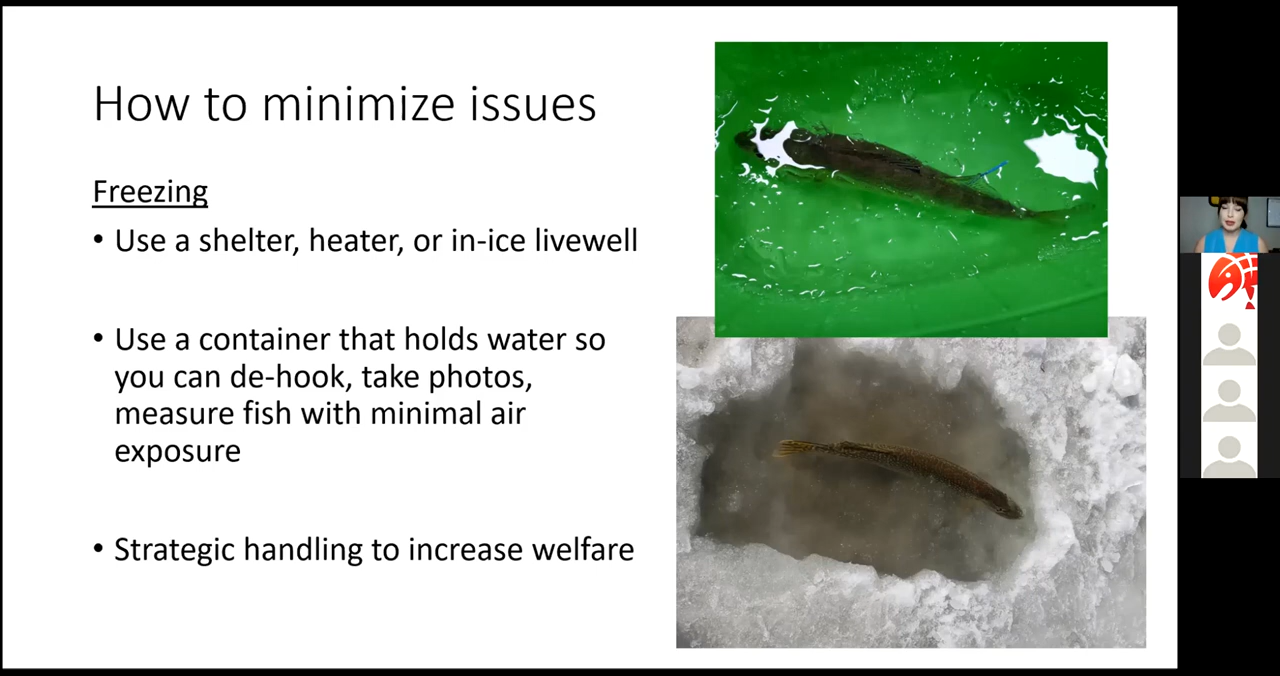 How to minimize issues
Freezing
• Use a shelter, heater, or in-ice livewell
• Use a container that holds water so
you can de-hook, take photos,
measure fish with minimal air
exposure
• Strategic handling to increase welfare